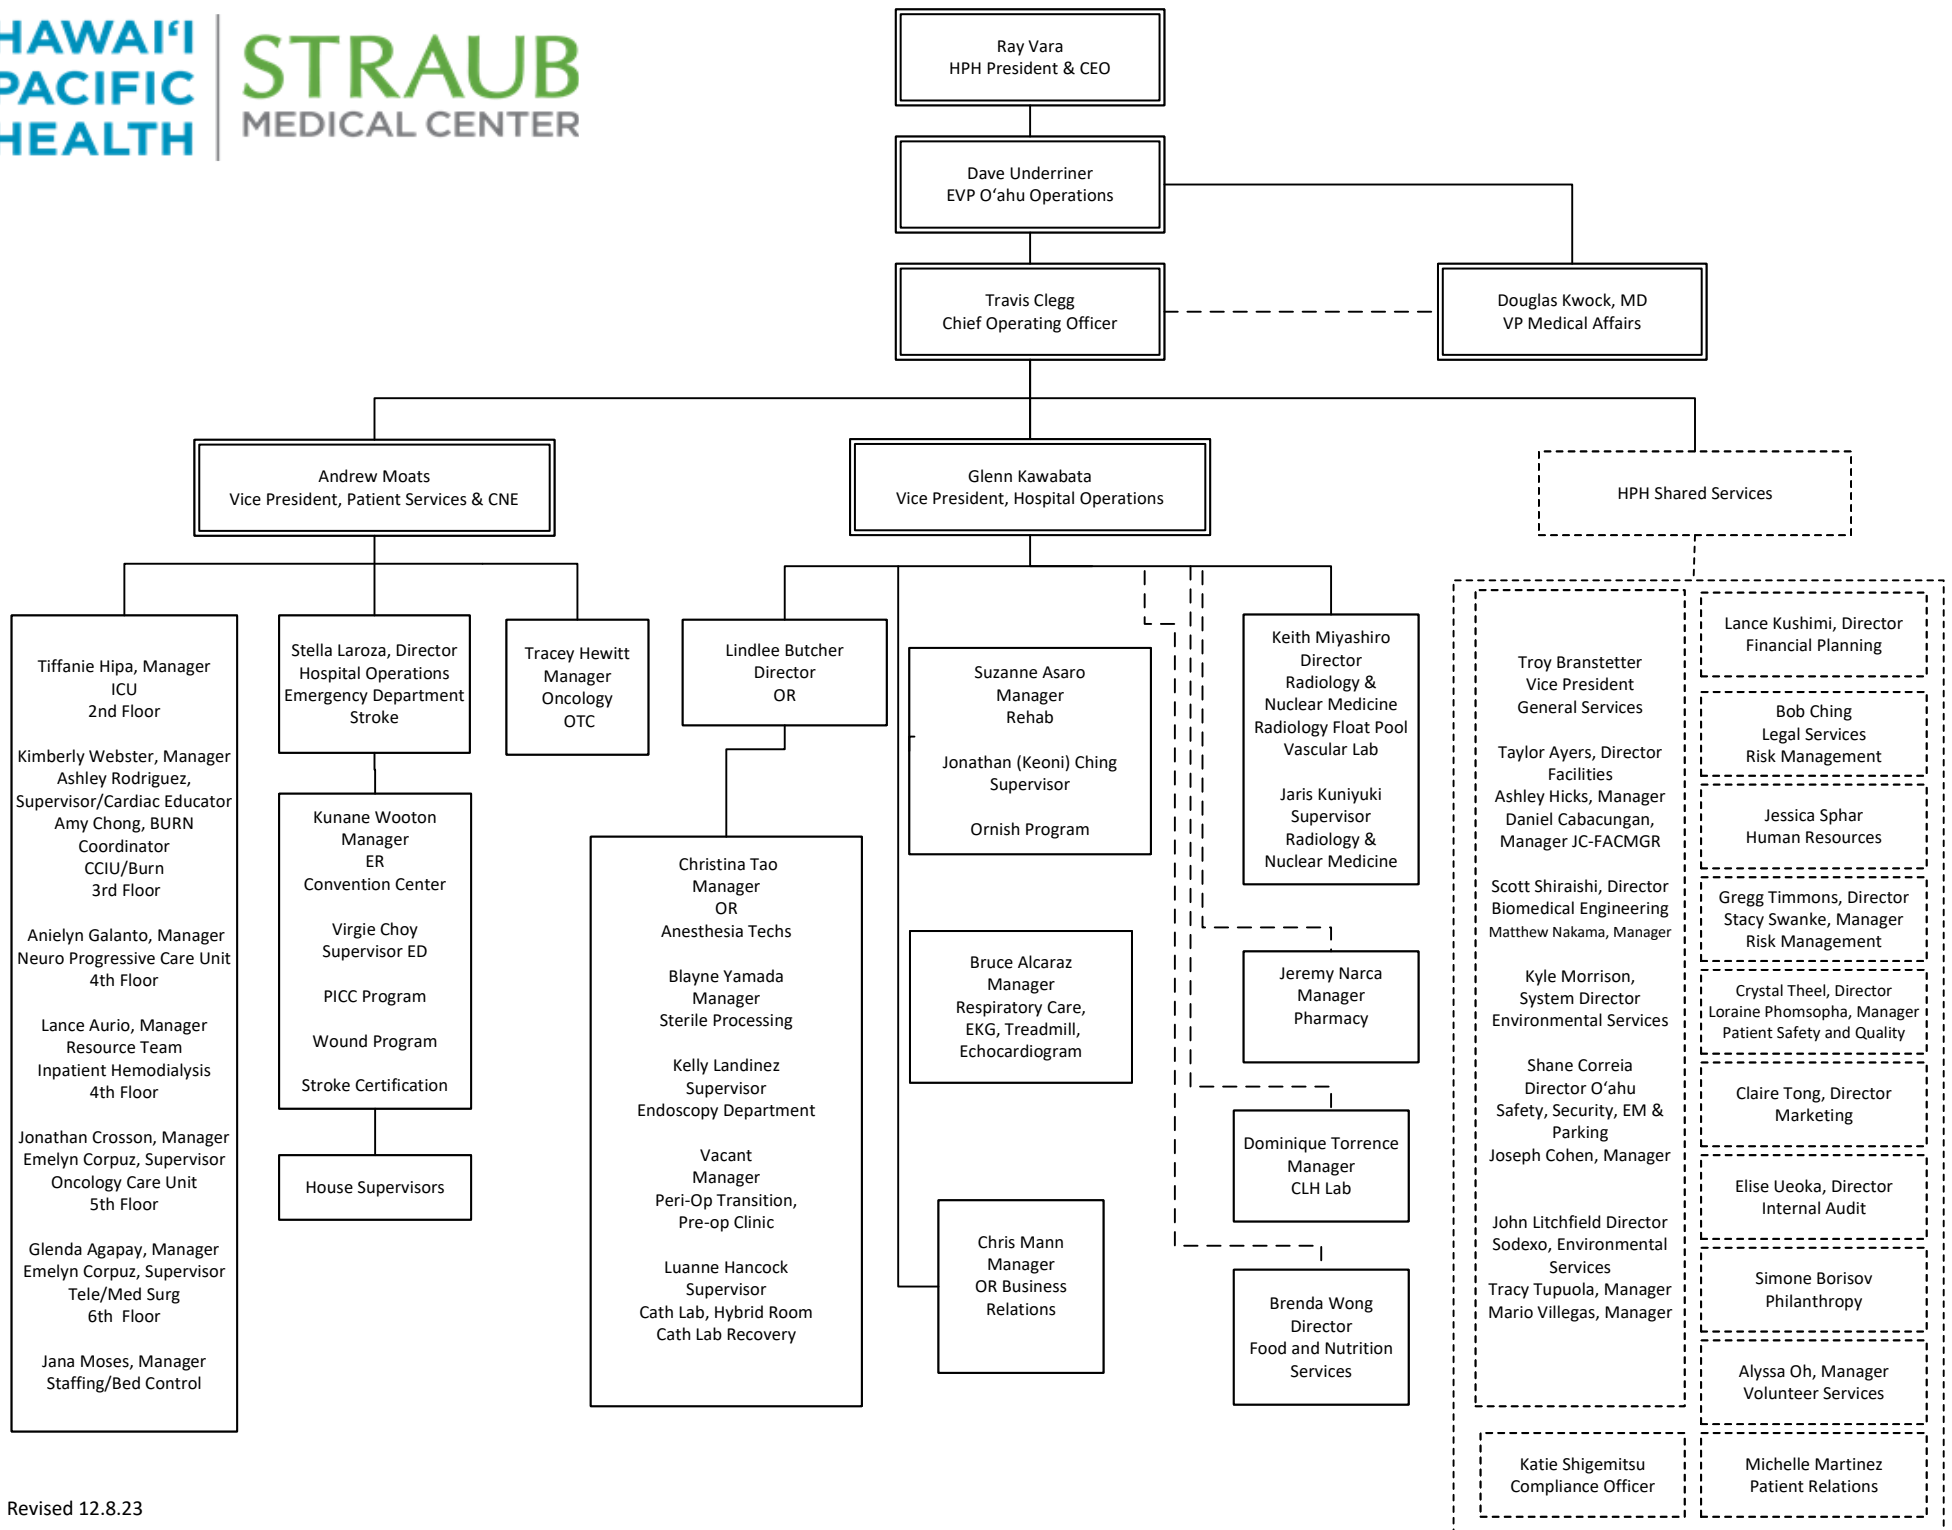 HAWAI‘I
PACIFIC
HEALTH
STRAUB
MEDICAL CENTER
Ray Vara
HPH President & CEO
Dave Underriner
EVP O‘ahu Operations
Travis Clegg
Chief Operating Officer
Douglas Kwock, MD
VP Medical Affairs
Andrew Moats
Vice President, Patient Services & CNE
Glenn Kawabata
Vice President, Hospital Operations
HPH Shared Services
Tiffanie Hipa, Manager
ICU
2nd Floor
Kimberly Webster, Manager
Ashley Rodriguez,
Supervisor/Cardiac Educator
Amy Chong, BURN
Coordinator
CCIU/Burn
3rd Floor
Anielyn Galanto, Manager
Neuro Progressive Care Unit
4th Floor
Lance Aurio, Manager
Resource Team
Inpatient Hemodialysis
4th Floor
Jonathan Crosson, Manager
Emelyn Corpuz, Supervisor
Oncology Care Unit
5th Floor
Glenda Agapay, Manager
Emelyn Corpuz, Supervisor
Tele/Med Surg
6th  Floor
Jana Moses, Manager
Staffing/Bed Control
Stella Laroza, Director
Hospital Operations
Emergency Department
Stroke
Kunane Wooton
Manager
ER
Convention Center
Virgie Choy
Supervisor ED
PICC Program
Wound Program
Stroke Certification
House Supervisors
Tracey Hewitt
Manager
Oncology
OTC
Lindlee Butcher
Director
OR
Christina Tao
Manager
OR
Anesthesia Techs
Blayne Yamada
Manager
Sterile Processing
Kelly Landinez
Supervisor
Endoscopy Department
Vacant
Manager
Peri-Op Transition,
Pre-op Clinic
Luanne Hancock
Supervisor
Cath Lab, Hybrid Room
Cath Lab Recovery
Suzanne Asaro
Manager
Rehab
Jonathan (Keoni) Ching
Supervisor
Ornish Program
Bruce Alcaraz
Manager
Respiratory Care,
EKG, Treadmill,
Echocardiogram
Chris Mann
Manager
OR Business
Relations
Keith Miyashiro
Director
Radiology &
Nuclear Medicine
Radiology Float Pool
Vascular Lab
Jaris Kuniyuki
Supervisor
Radiology &
Nuclear Medicine
Jeremy Narca
Manager
Pharmacy
Dominique Torrence
Manager
CLH Lab
Brenda Wong
Director
Food and Nutrition
Services
Troy Branstetter
Vice President
General Services
Taylor Ayers, Director
Facilities
Ashley Hicks, Manager
Daniel Cabacungan,
Manager JC-FACMGR
Scott Shiraishi, Director
Biomedical Engineering
Matthew Nakama, Manager
Kyle Morrison,
System Director
Environmental Services
Shane Correia
Director O‘ahu
Safety, Security, EM &
Parking
Joseph Cohen, Manager
John Litchfield Director
Sodexo, Environmental
Services
Tracy Tupuola, Manager
Mario Villegas, Manager
Katie Shigemitsu
Compliance Officer
Lance Kushimi, Director
Financial Planning
Bob Ching
Legal Services
Risk Management
Jessica Sphar
Human Resources
Gregg Timmons, Director
Stacy Swanke, Manager
Risk Management
Crystal Theel, Director
Loraine Phomsopha, Manager
Patient Safety and Quality
Claire Tong, Director
Marketing
Elise Ueoka, Director
Internal Audit
Simone Borisov
Philanthropy
Alyssa Oh, Manager
Volunteer Services
Michelle Martinez
Patient Relations
Revised 12.8.23